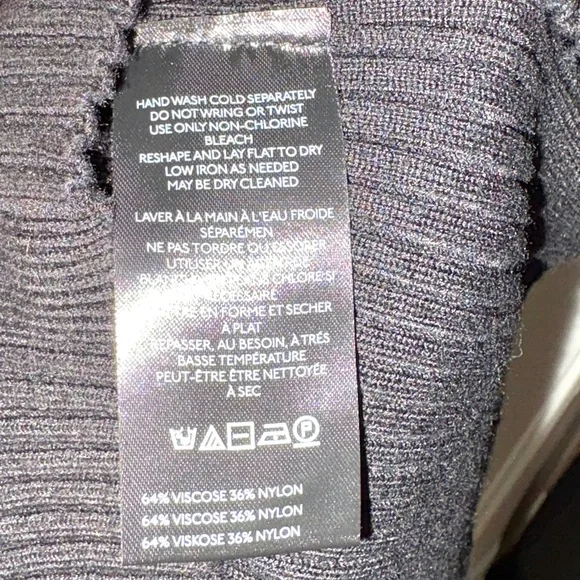 HAND WASH COLD SEPARATELY
DO NOT WRING OR TWIST
USE ONLY NON-CHLORINE
BLEACH
RESHAPE AND LAY FLAT TO DRY
LOW IRON AS NEEDED
MAY BE DRY CLEANED
LAVER À LA MAIN À L'EAU FROIDE
SÉPARÉMEN
NE PAS TORDRE OU
UTILISER UN
CHLORE SI
EN FORME ET SECHER
À PLAT
REPASSER, AU BESOIN, À TRÉS
BASSE TEMPÉRATURE
PEUT-ÊTRE ÊTRE NETTOYÉE
À SEC
P
64% VISCOSE 36% NYLON
64% VISCOSE 36% NYLON
64% VISKOSE 36% NYLON